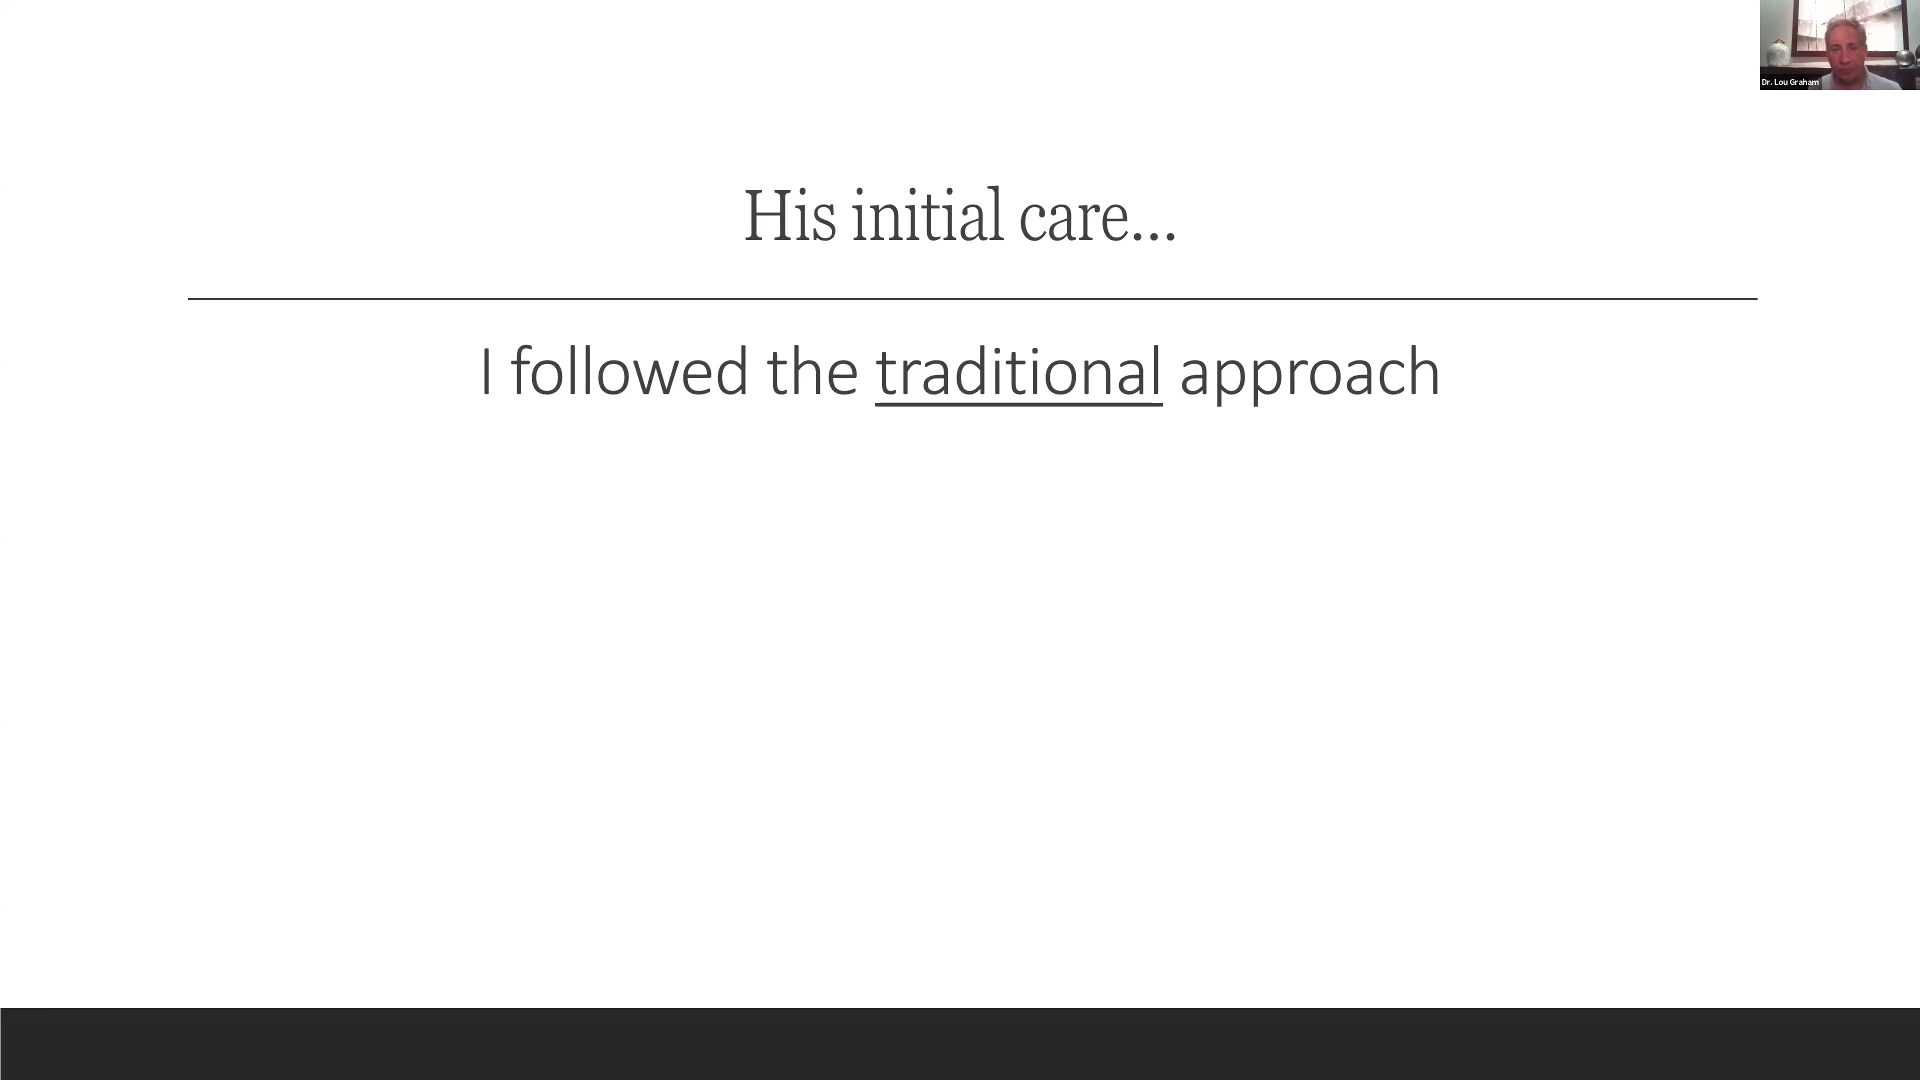 Dr. Lou Graham
His initial care...
I followed the traditional approach